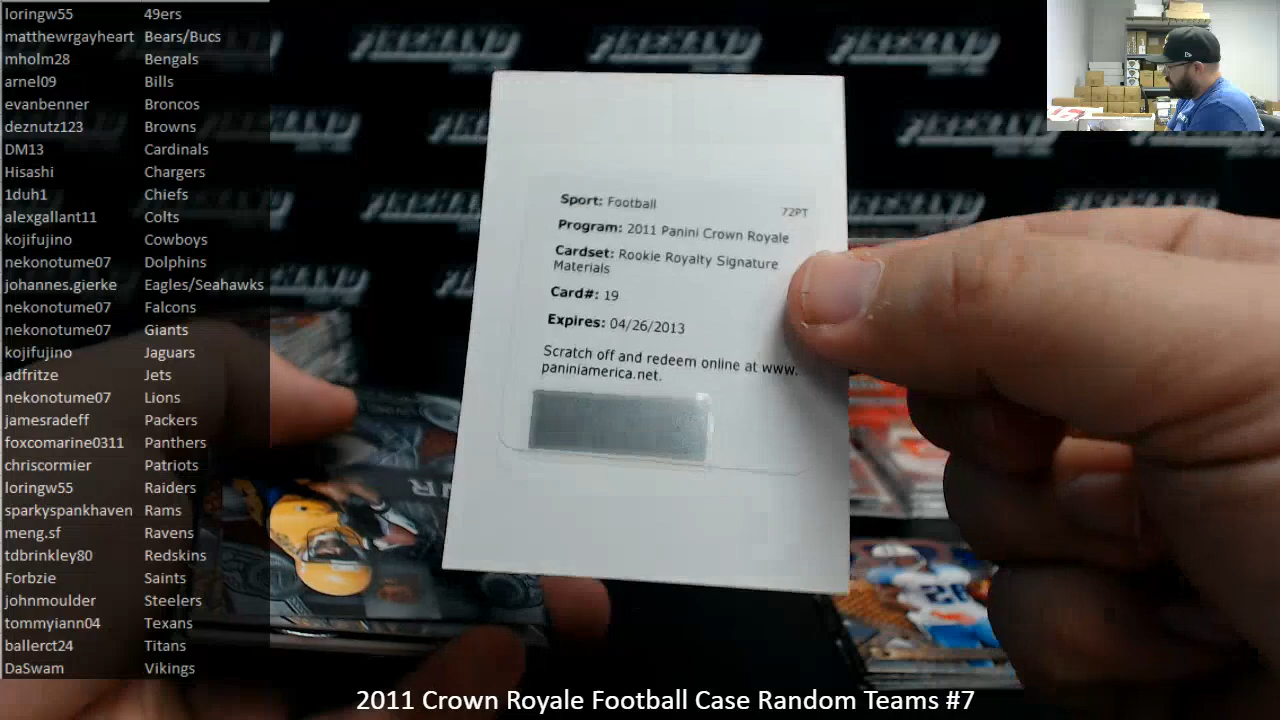 loringw55 49ers
matthewrgayheart Bears/Bucs
mholm28 Bengals
arnel09 Bills
evanbenner Broncos
deznutz123 Browns
DM13 Cardinals
Hisashi Chargers
1duh1 Chiefs
alexgallant11 Colts
kojifujino Cowboys
nekonotume07 Dolphins
johannes.gierke Eagles/Seahawks
nekonotume07 Falcons
nekonotume07 Giants
kojifujino Jaguars
adfritze Jets
nekonotume07 Lions
jamesradeff Packers
foxcomarine0311 Panthers
chriscormier Patriots
loringw55 Raiders
sparkyspankhaven Rams
meng.sf Ravens
tdbrinkley80 Redskins
Forbzie Saints
johnmoulder Steelers
tommyiann04 Texans
ballerct24 Titans
DaSwam Vikings
Sport: Football
72PT
Program: 2011 Panini Crown Royale
Cardset: Rookie Royalty Signature
Materials
Card#: 19
Expires: 04/26/2013
Scratch off and redeem online at www.
paniniamerica.net.
2011 Crown Royale Football Case Random Teams #7